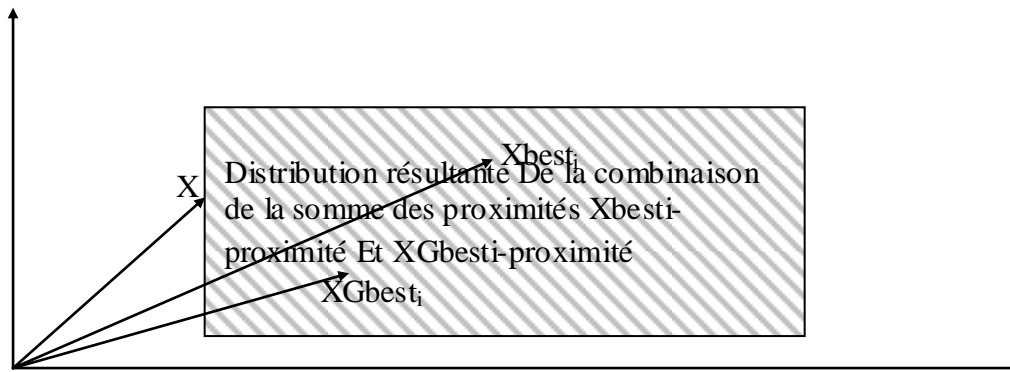 Xbesti
X
Distribution résultante De la combinaison
de la somme des proximités Xbesti-
proximité Et XGbesti-proximité
XGbesti